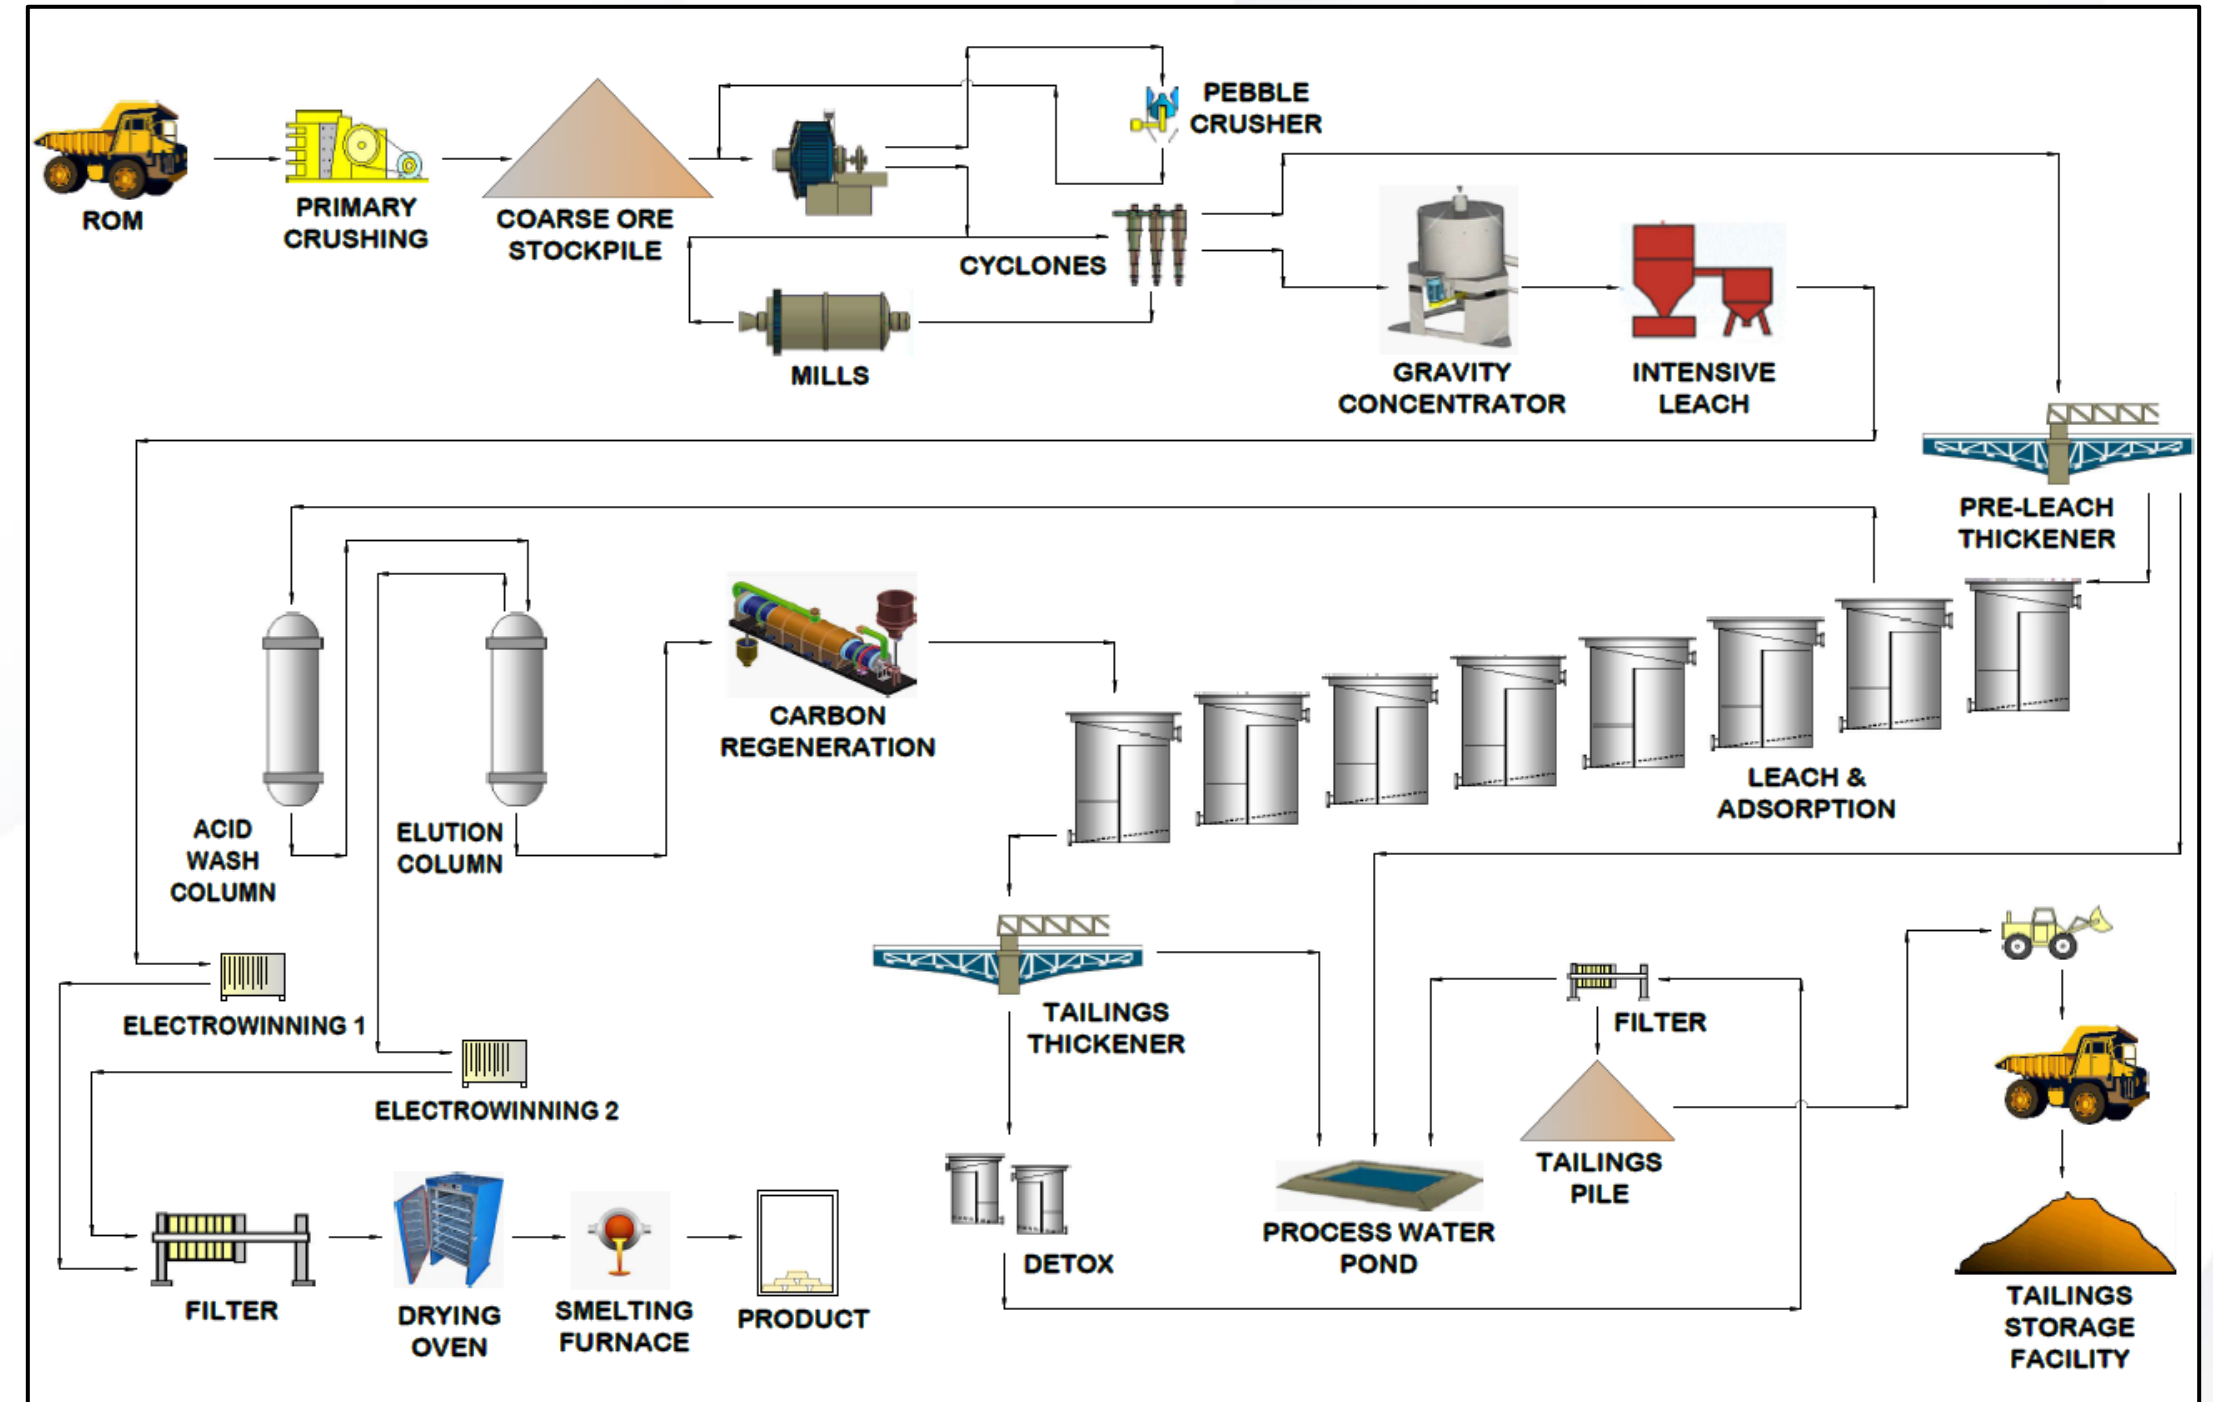 PEBBLE
CRUSHER
ROM
PRIMARY
CRUSHING
COARSE ORE
STOCKPILE
CYCLONES
MILLS
GRAVITY
CONCENTRATOR
INTENSIVE
LEACH
PRE-LEACH
THICKENER
CARBON
REGENERATION
LEACH &
ADSORPTION
ACID
WASH
COLUMN
ELUTION
COLUMN
ELECTROWINNING 1
TAILINGS
THICKENER
FILTER
ELECTROWINNING 2
TAILINGS
PILE
PROCESS WATER
POND
DETOX
FILTER
DRYING
OVEN
SMELTING
FURNACE
PRODUCT
TAILINGS
STORAGE
FACILITY